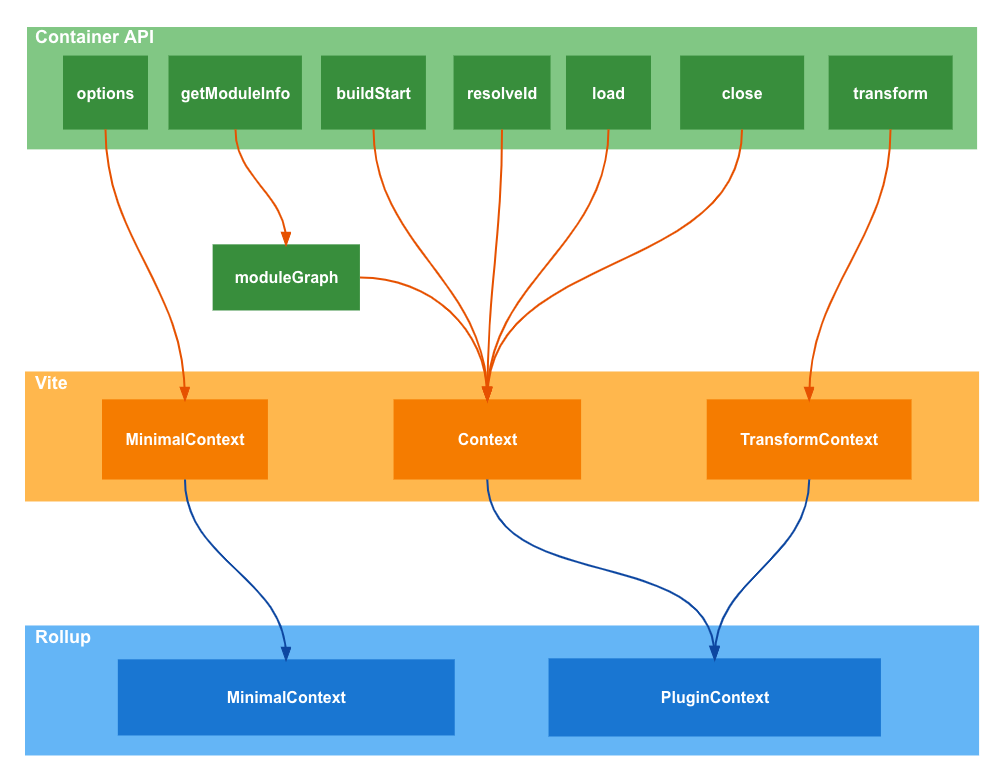 Container API
options
getModuleInfo
buildStart
resolveId
load
close
transform
moduleGraph
Vite
MinimalContext
Context
TransformContext
Rollup
MinimalContext
PluginContext